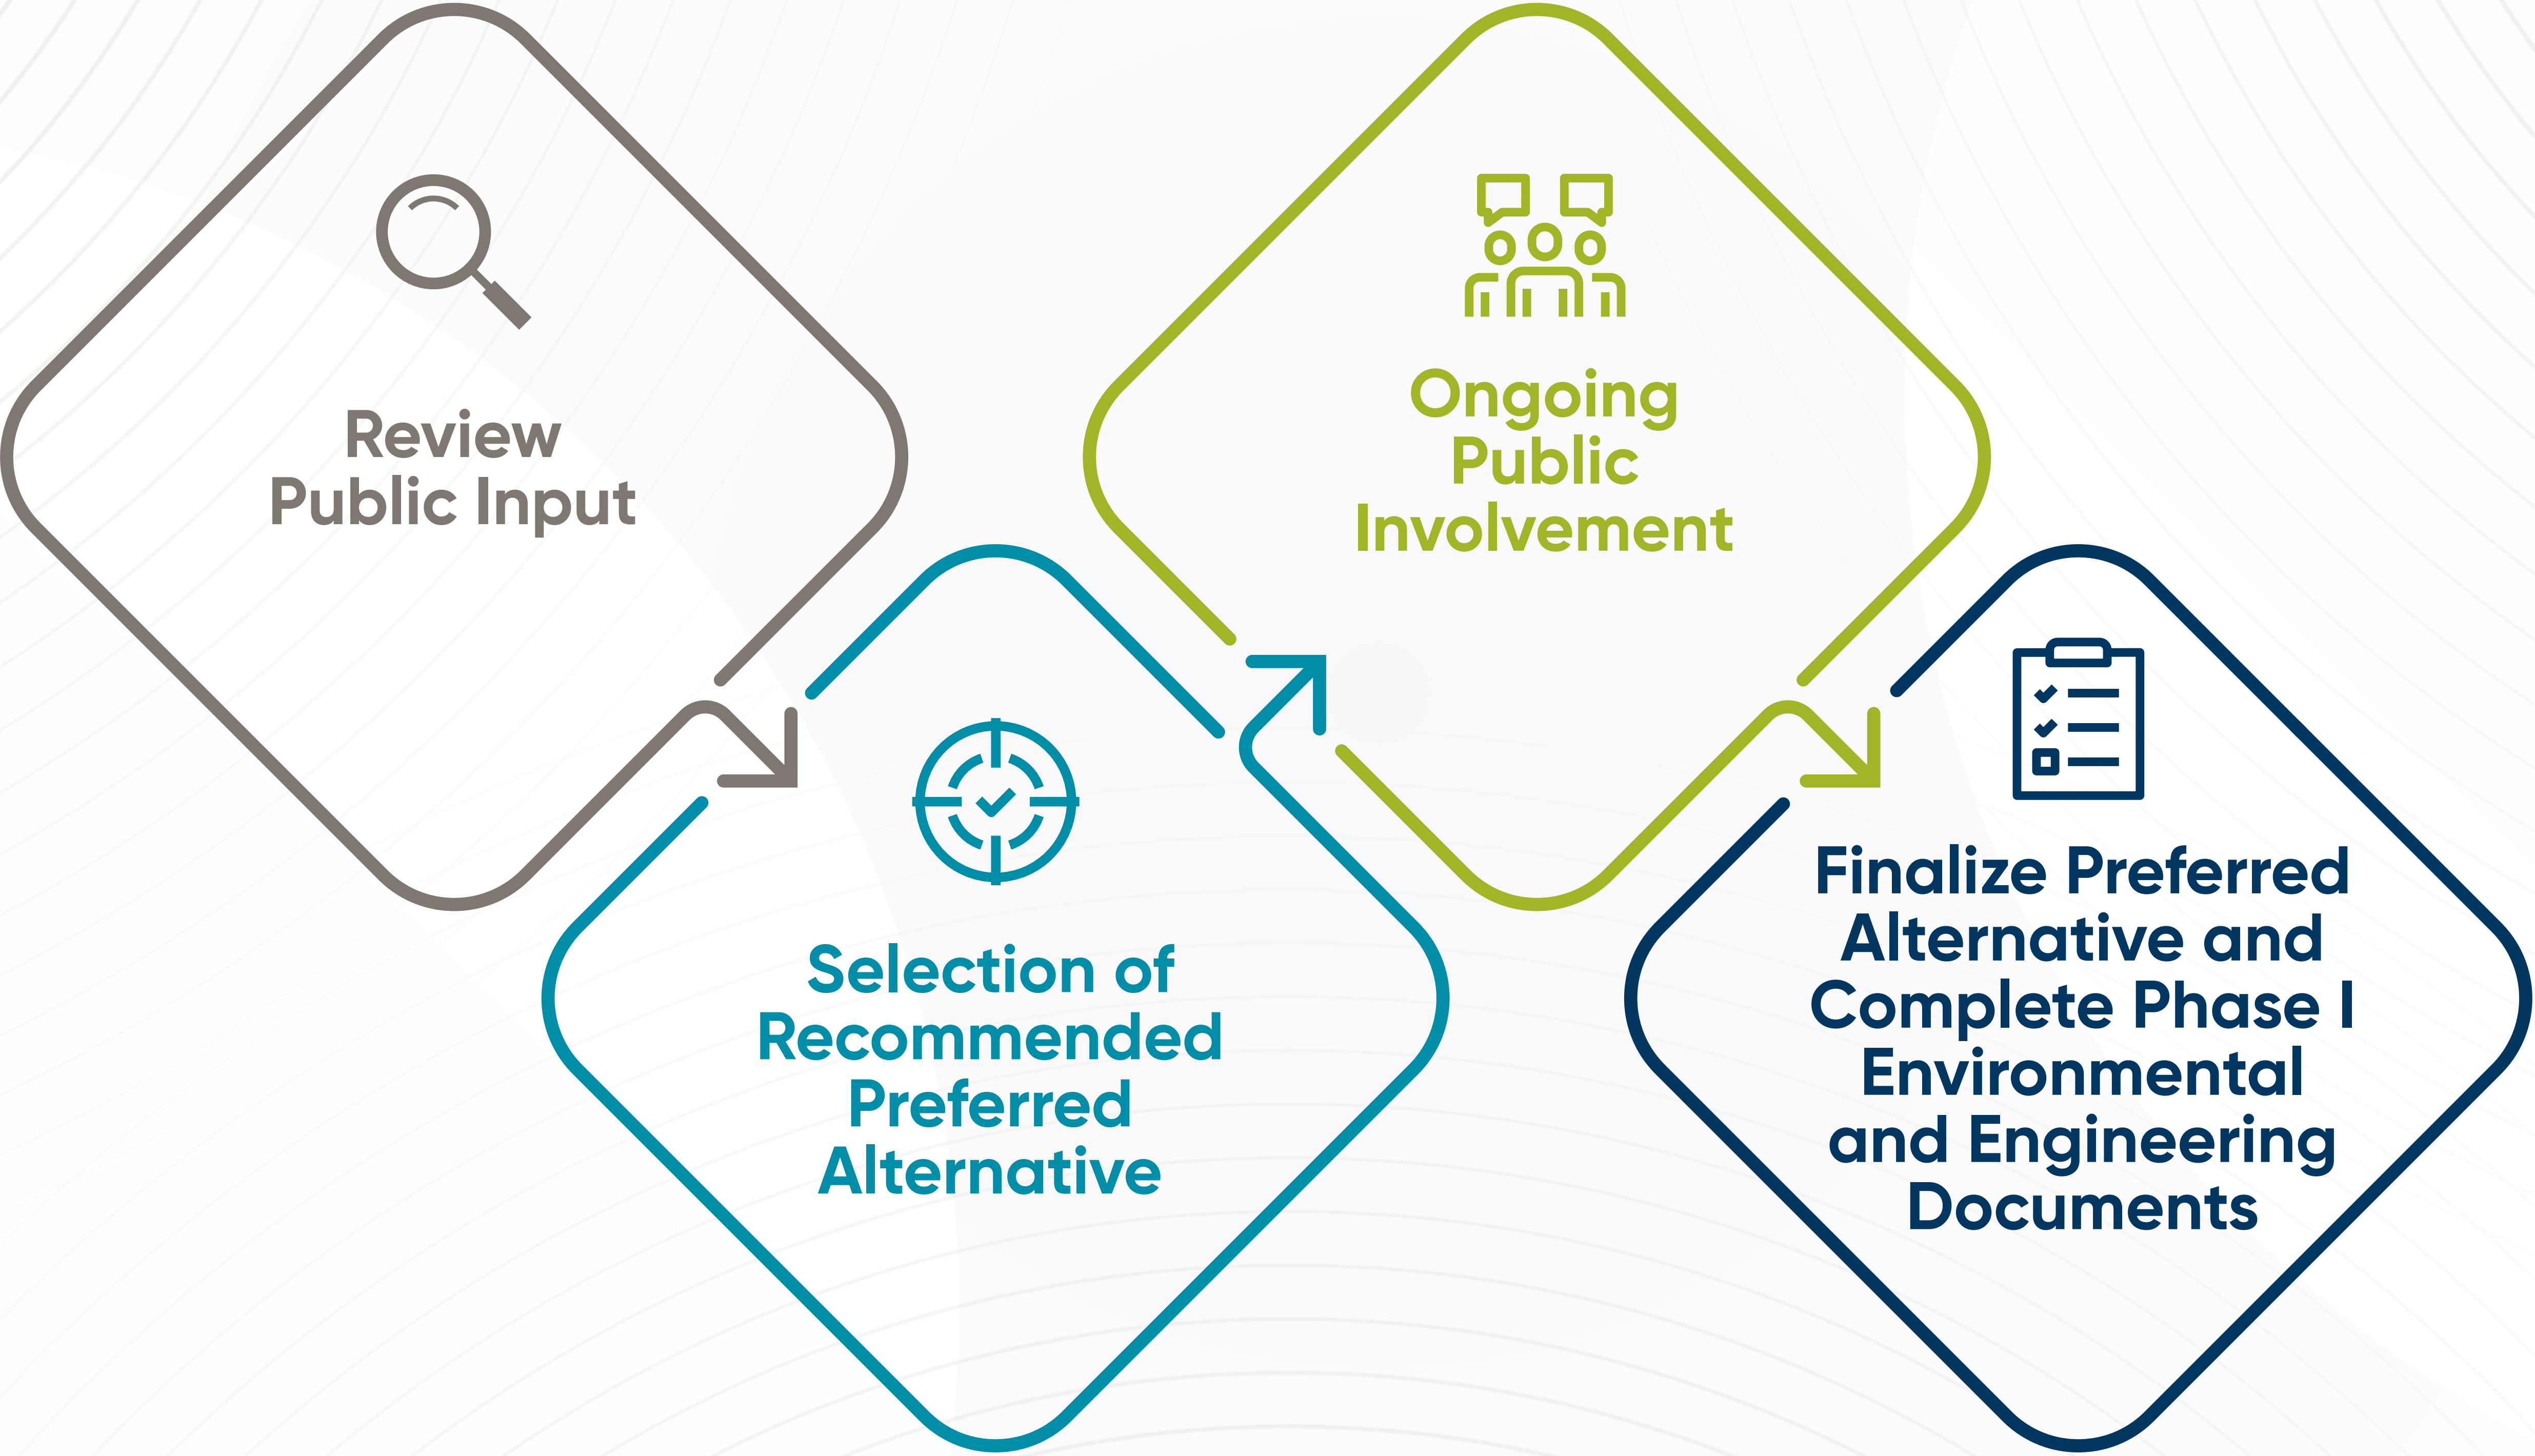 Review
Public Input
Selection of
Recommended
Preferred
Alternative
Ongoing
Public
Involvement
Finalize Preferred
Alternative and
Complete Phase I
Environmental
and Engineering
Documents